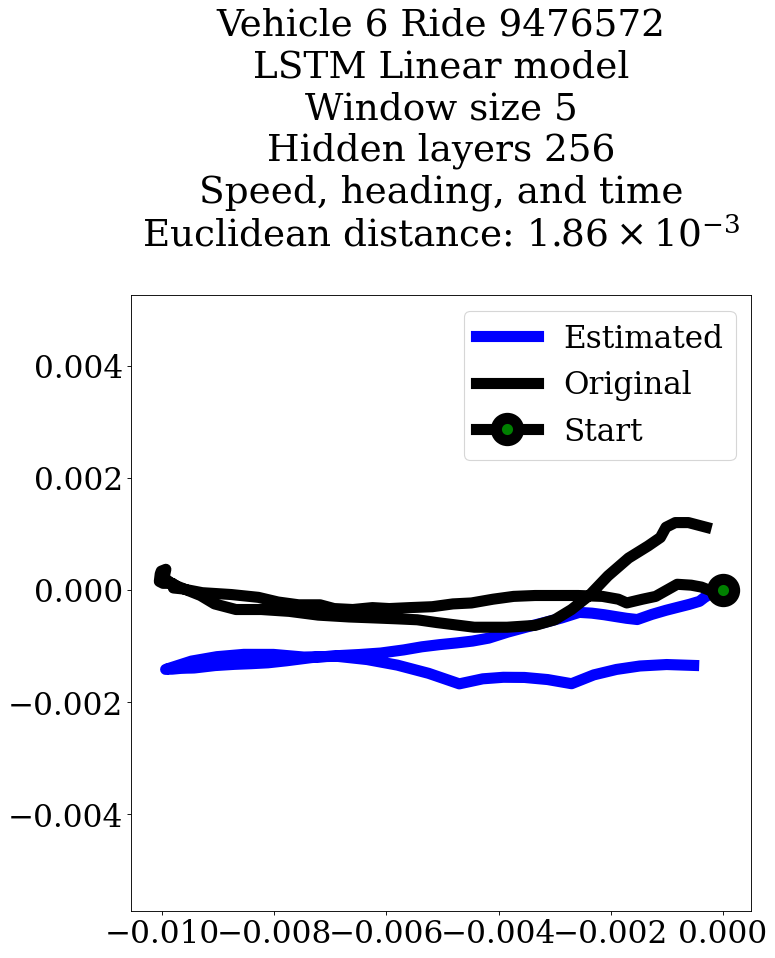 Vehicle 6 Ride 9476572
LSTM Linear model
Window size 5
Hidden layers 256
Speed, heading, and time
Euclidean distance: 1.86 × 10⁻³
Estimated
Original
Start
0.004
0.002
0.000
−0.002
−0.004
−0.010 −0.008 −0.006 −0.004 −0.002 0.000